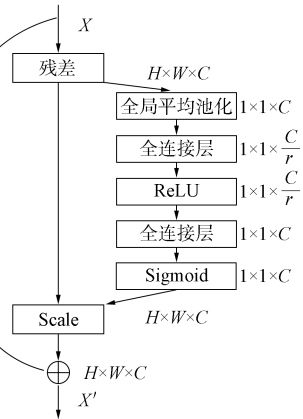 X
残差
H×W×C
全局平均池化 1×1×C
全连接层 1×1×C/r
ReLU 1×1×C/r
全连接层 1×1×C
Sigmoid 1×1×C
Scale
H×W×C
H×W×C
X′